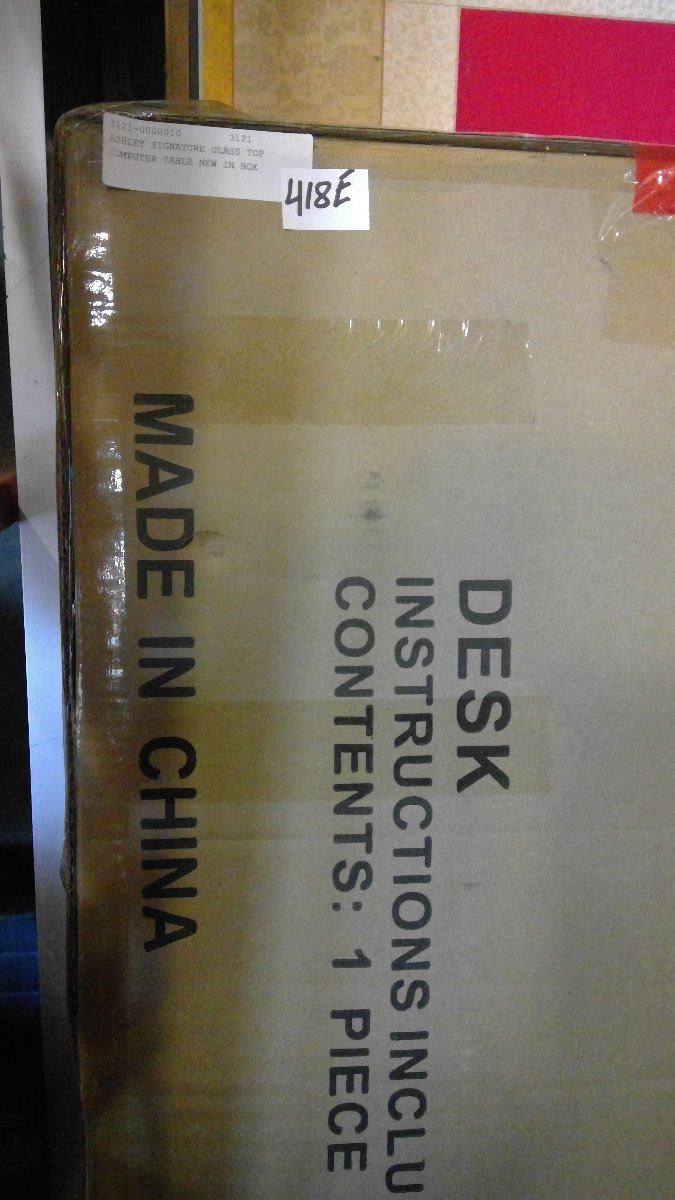 3121-0000010 3121
ASHLEY SIGNATURE GLASS TOP
COMPUTER TABLE NEW IN BOX
418E
DESK
INSTRUCTIONS INCLU
CONTENTS: 1 PIECE
MADE IN CHINA